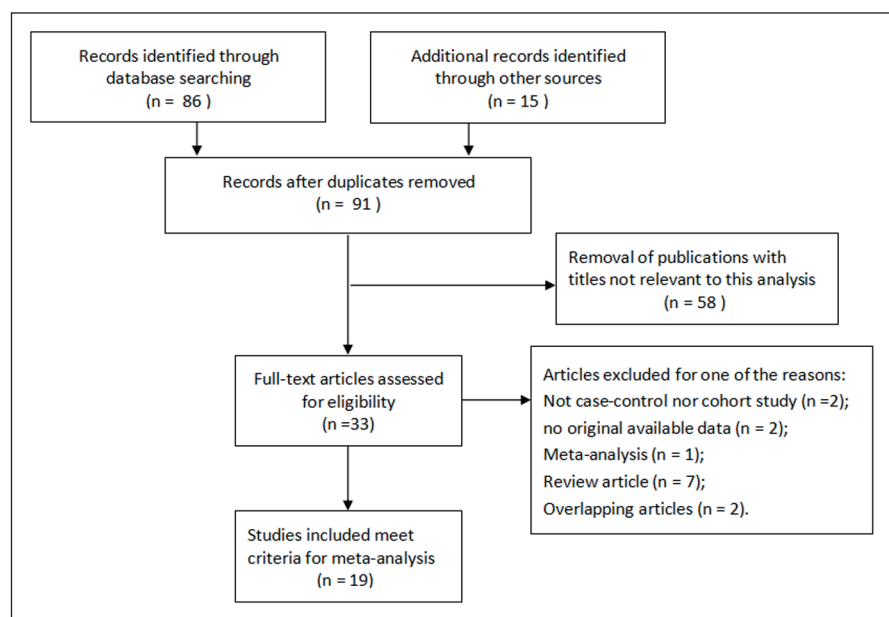 Records identified through
database searching
(n = 86 )
Additional records identified
through other sources
(n = 15 )
Records after duplicates removed
(n = 91 )
Removal of publications with
titles not relevant to this analysis
(n = 58 )
Full-text articles assessed
for eligibility
(n =33)
Articles excluded for one of the reasons:
Not case-control nor cohort study (n =2);
no original available data (n = 2);
Meta-analysis (n = 1);
Review article (n = 7);
Overlapping articles (n = 2).
Studies included meet
criteria for meta-analysis
(n = 19)